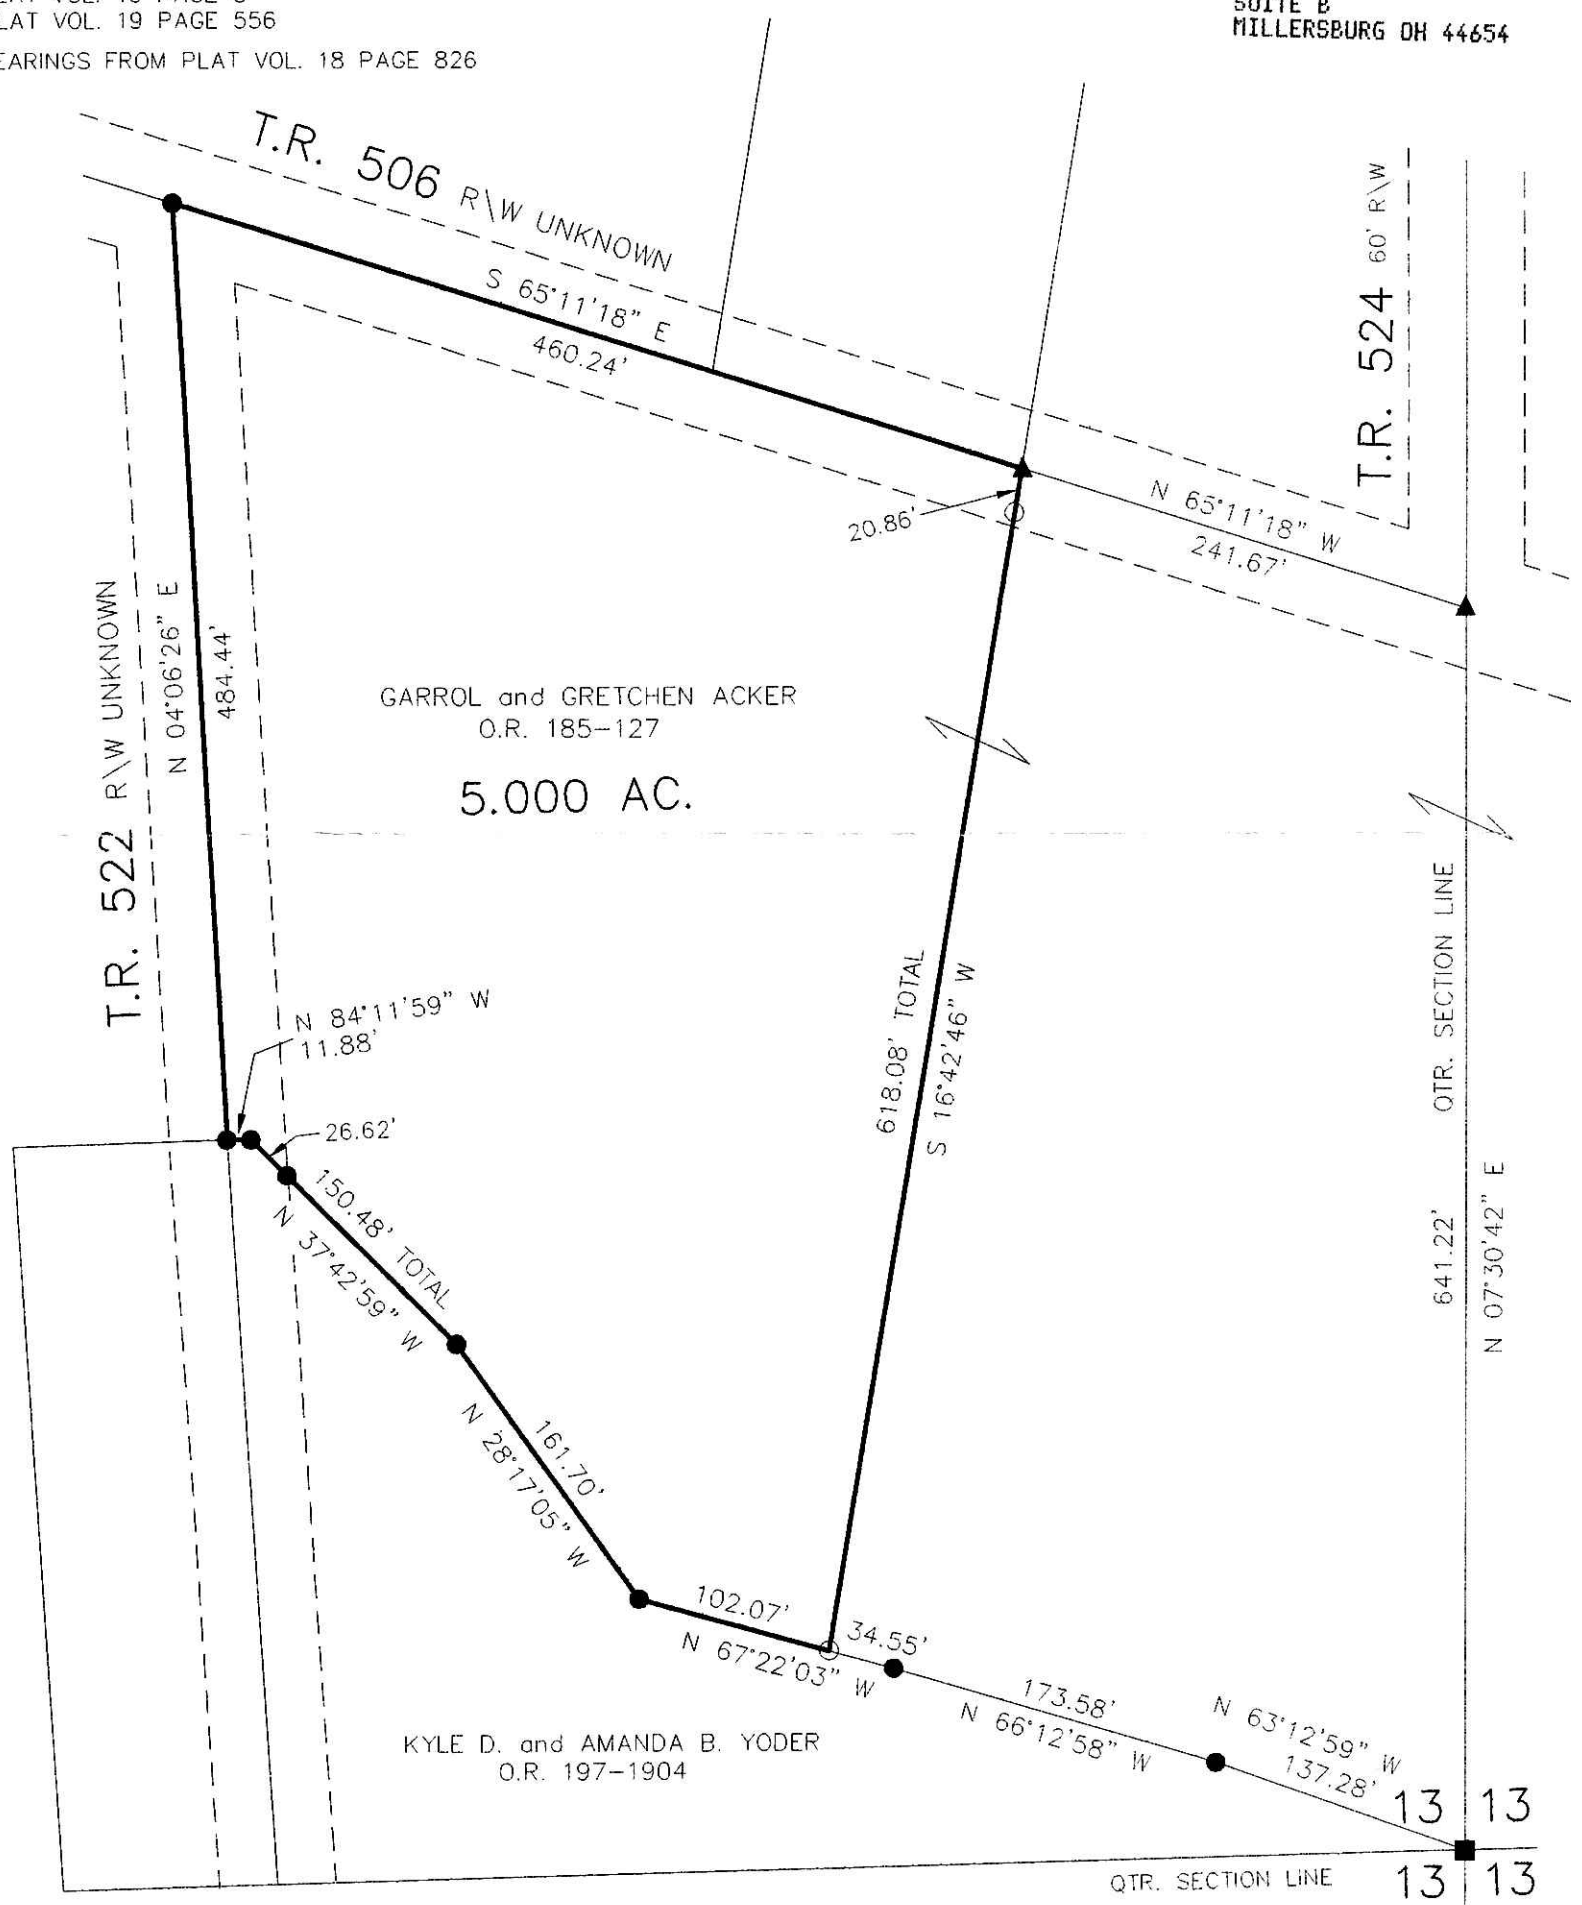 PLAT VOL. 19 PAGE 556
BEARINGS FROM PLAT VOL. 18 PAGE 826
SUITE B
MILLERSBURG OH 44654
T.R. 506 R\W UNKNOWN
S 65°11'18" E
460.24'
T.R. 524 60' R\W
N 65°11'18" W
241.67'
20.86'
T.R. 522 R\W UNKNOWN
N 04°06'26" E
484.44'
GARROL and GRETCHEN ACKER
O.R. 185-127
5.000 AC.
618.08' TOTAL
S 16°42'46" W
QTR. SECTION LINE
641.22'
N 07°30'42" E
N 84°11'59" W
11.88'
26.62'
150.48' TOTAL
N 37°42'59" W
161.70'
N 28°17'05" W
102.07'
N 67°22'03" W
34.55'
173.58'
N 66°12'58" W
N 63°12'59" W
137.28'
KYLE D. and AMANDA B. YODER
O.R. 197-1904
13 13
QTR. SECTION LINE
13 13